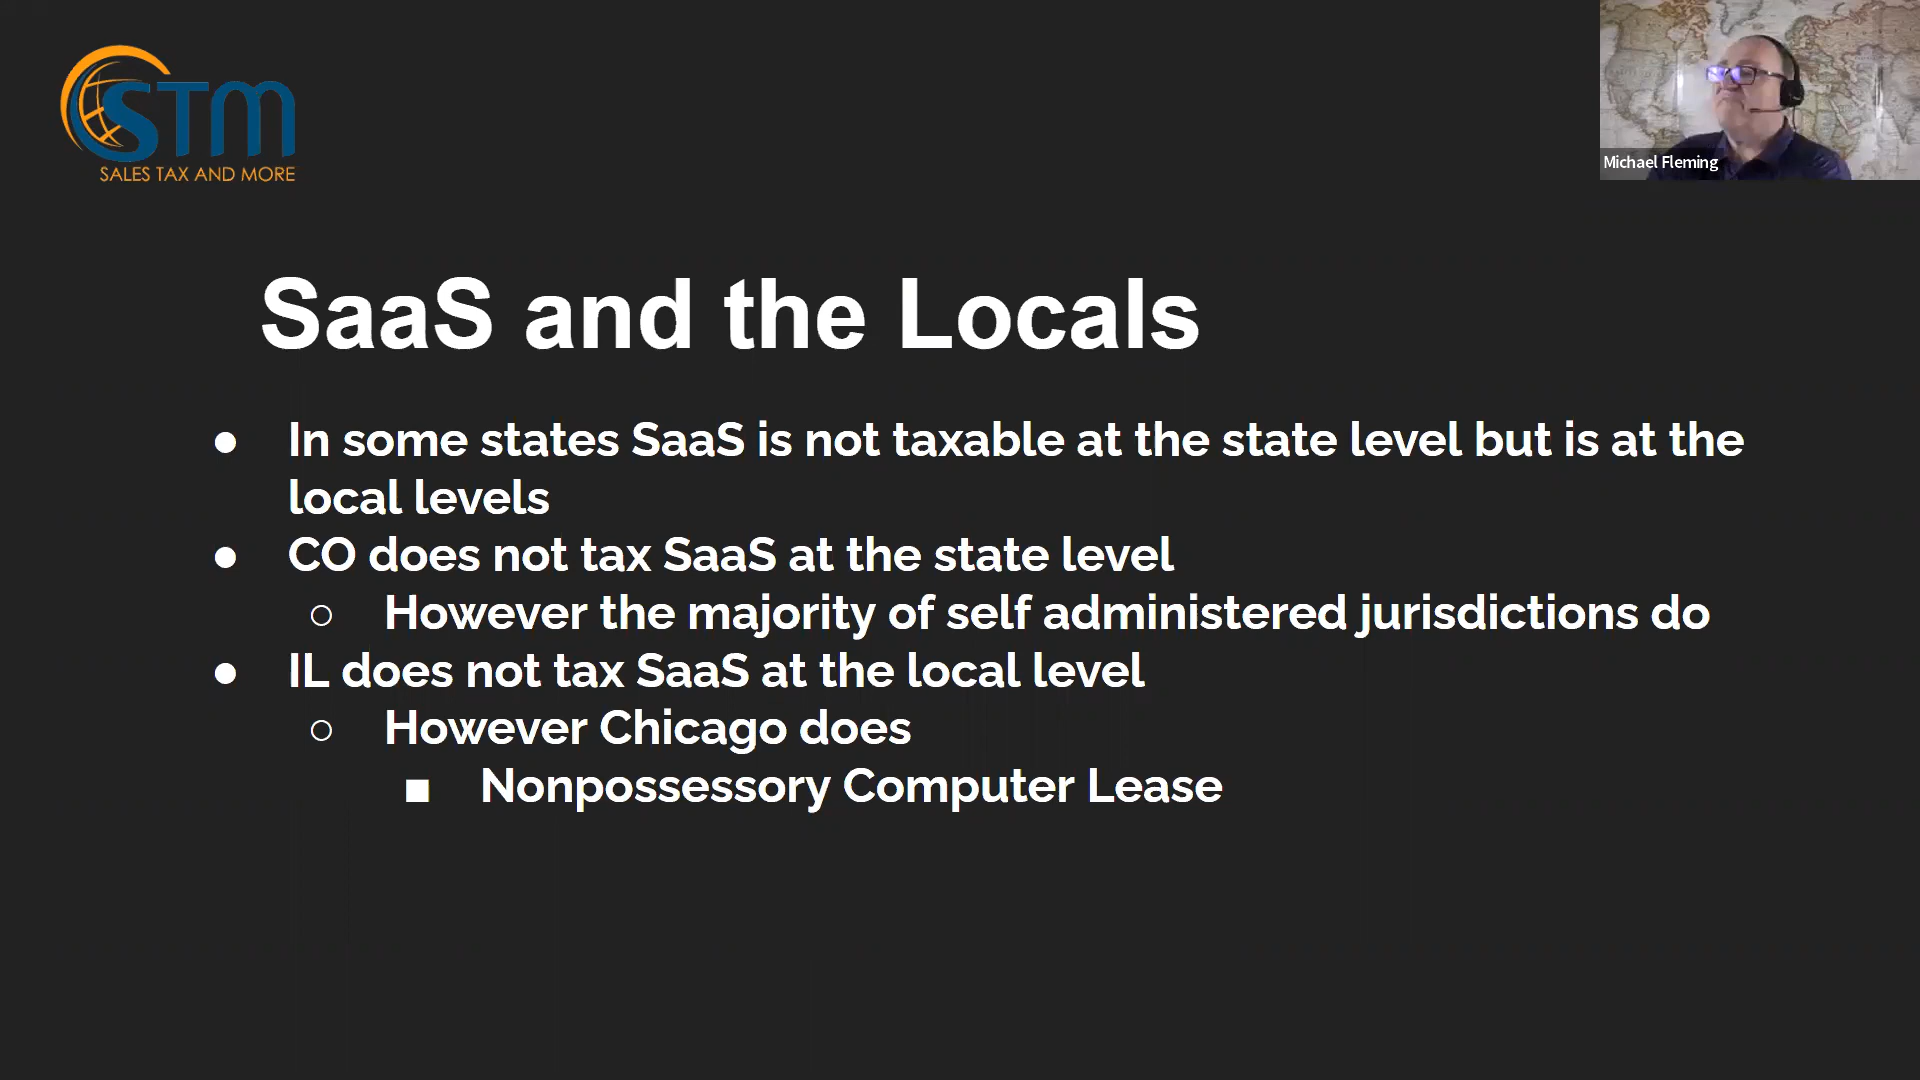 STM
SALES TAX AND MORE
Michael Fleming
SaaS and the Locals
● In some states SaaS is not taxable at the state level but is at the
local levels
● CO does not tax SaaS at the state level
○ However the majority of self administered jurisdictions do
● IL does not tax SaaS at the local level
○ However Chicago does
■ Nonpossessory Computer Lease